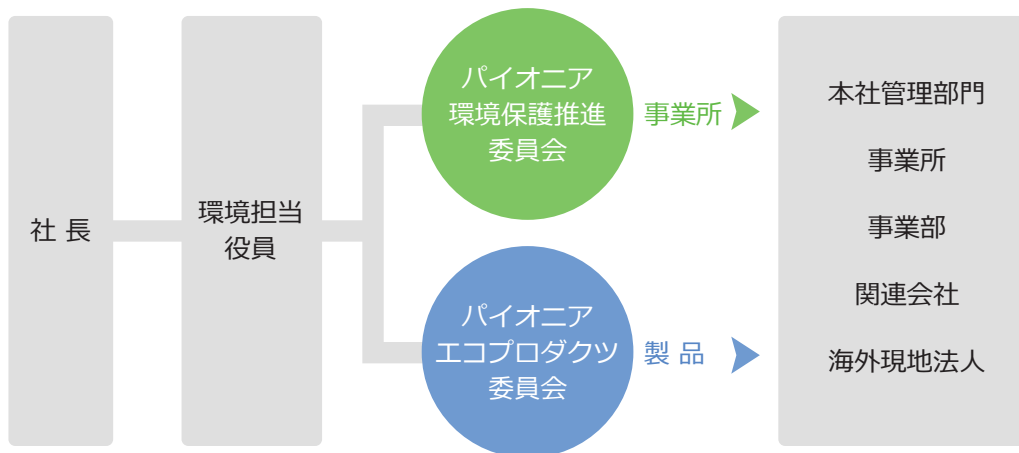 社 長
環境担当
役員
パイオニア
環境保護推進
委員会
事業所
パイオニア
エコプロダクツ
委員会
製 品
本社管理部門
事業所
事業部
関連会社
海外現地法人